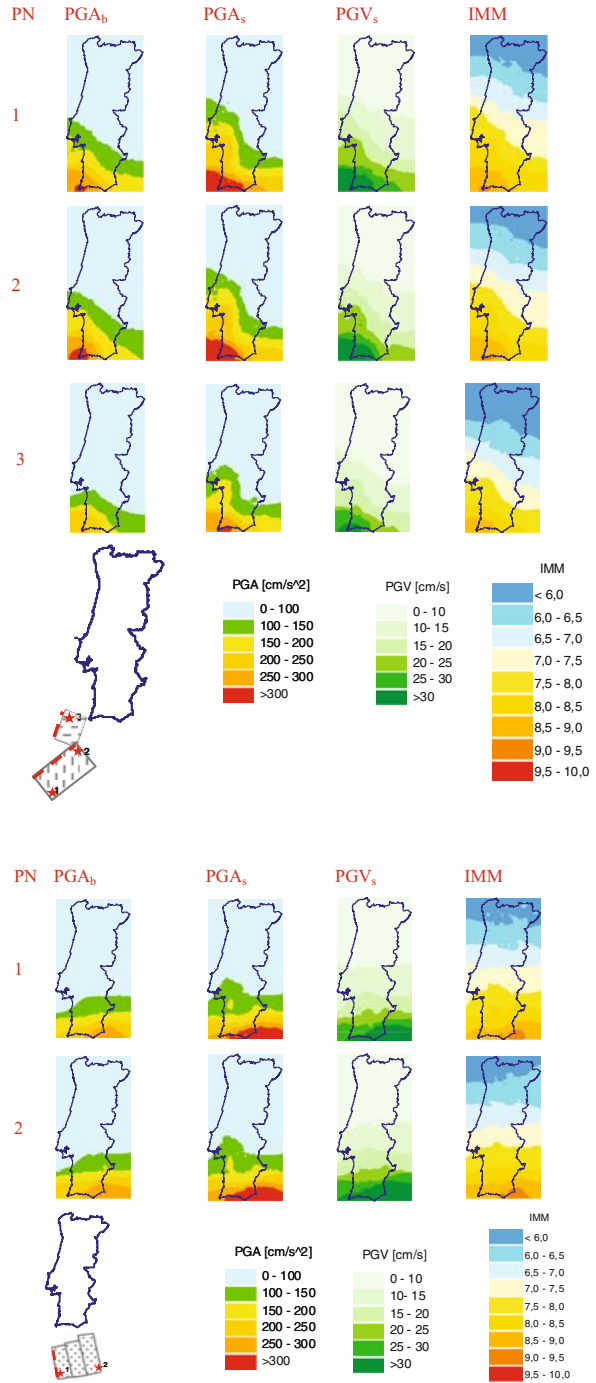 PN PGAb PGAs PGVs IMM
1
2
3
PGA [cm/s^2]
0 - 100
100 - 150
150 - 200
200 - 250
250 - 300
>300
PGV [cm/s]
0 - 10
10- 15
15 - 20
20 - 25
25 - 30
>30
IMM
< 6,0
6,0 - 6,5
6,5 - 7,0
7,0 - 7,5
7,5 - 8,0
8,0 - 8,5
8,5 - 9,0
9,0 - 9,5
9,5 - 10,0
3
2
1
PN PGAb PGAs PGVs IMM
1
2
PGA [cm/s^2]
0 - 100
100 - 150
150 - 200
200 - 250
250 - 300
>300
PGV [cm/s]
0 - 10
10- 15
15 - 20
20 - 25
25 - 30
>30
IMM
< 6,0
6,0 - 6,5
6,5 - 7,0
7,0 - 7,5
7,5 - 8,0
8,0 - 8,5
8,5 - 9,0
9,0 - 9,5
9,5 - 10,0
1 2